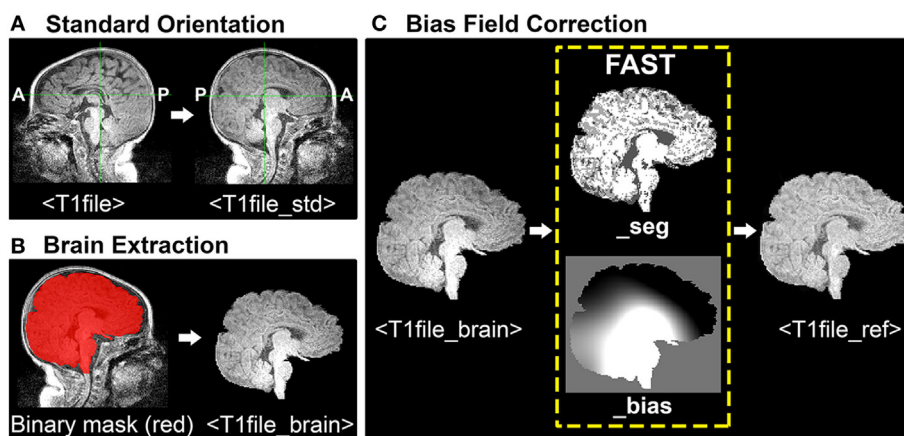 A Standard Orientation
A P P A
<T1file> <T1file_std>
B Brain Extraction
Binary mask (red) <T1file_brain>
C Bias Field Correction
FAST
_seg
<T1file_brain> <T1file_ref>
_bias